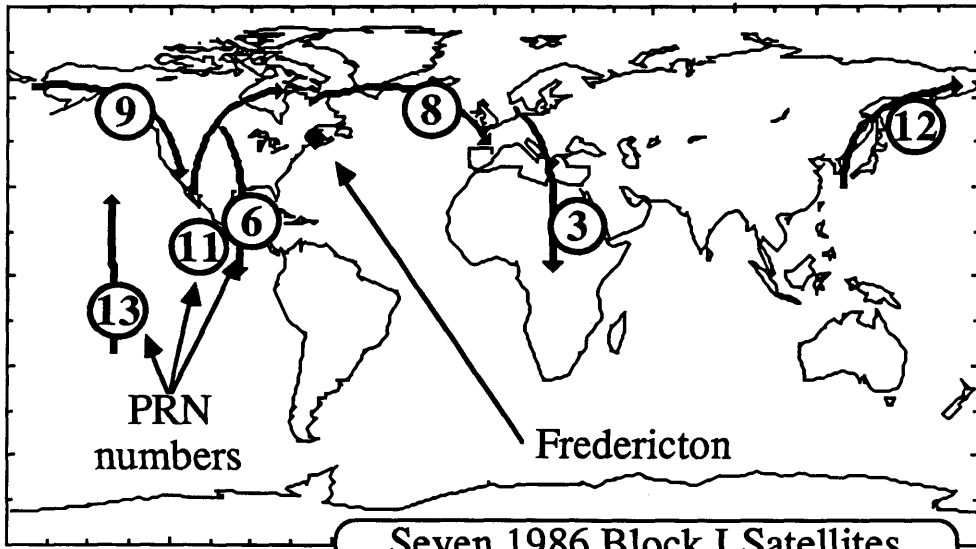 9
8
12
6
11
3
13
PRN
numbers
Fredericton
Seven 1986 Block I Satellites